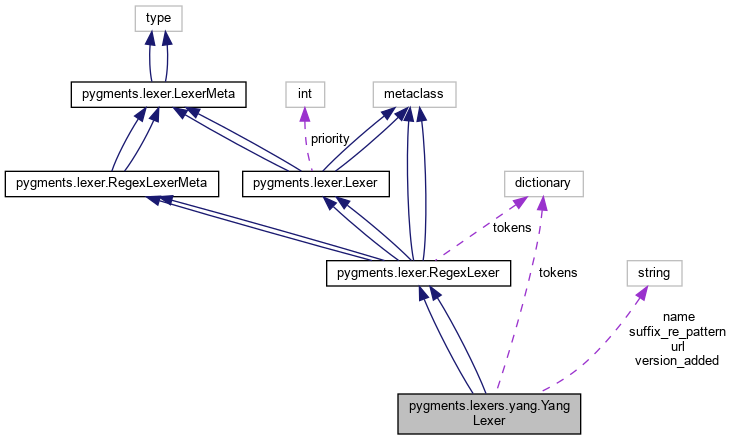 type
pygments.lexer.LexerMeta
int
metaclass
priority
pygments.lexer.RegexLexerMeta
pygments.lexer.Lexer
dictionary
tokens
pygments.lexer.RegexLexer
tokens
string
name
suffix_re_pattern
url
version_added
pygments.lexers.yang.Yang
Lexer